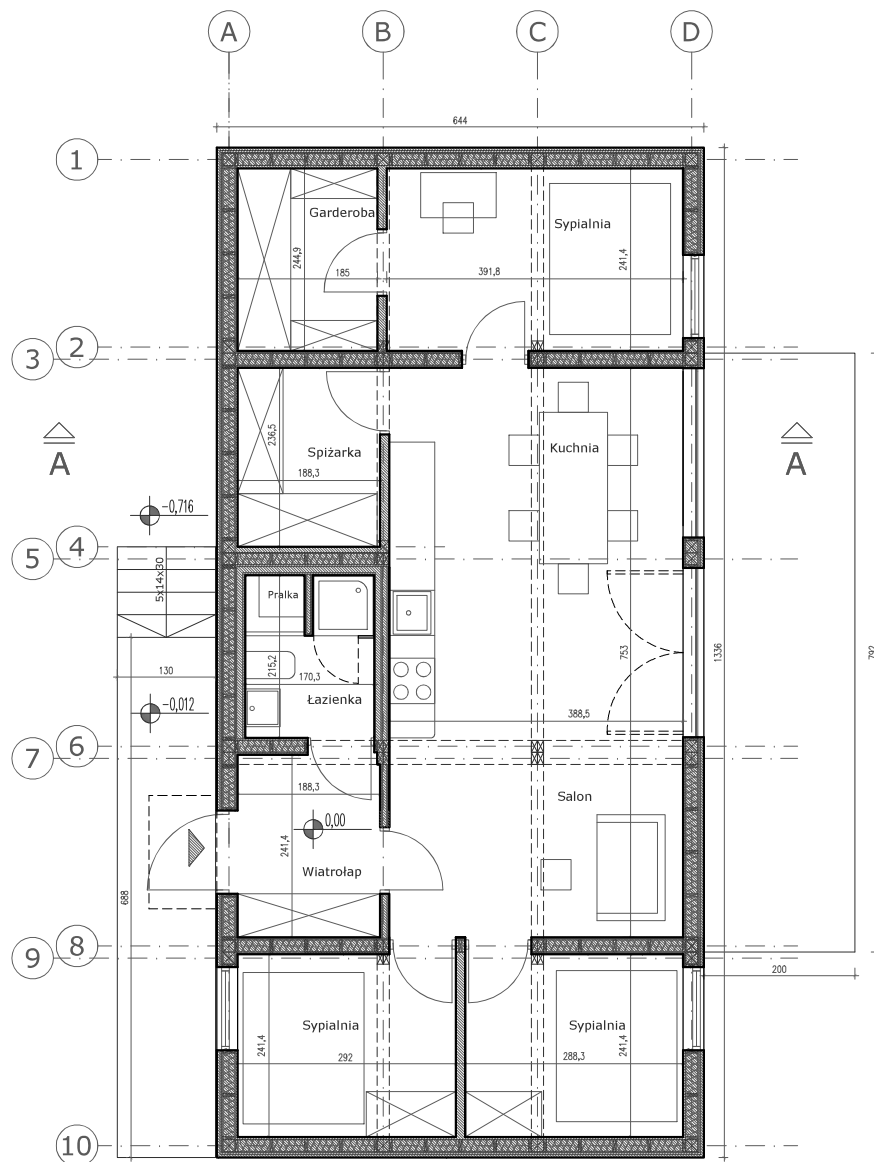 A B C D
644
1
Garderoba
Sypialnia
244,9
241,4
185
391,8
2
3
Kuchnia
236,5
Spiżarka
188,3
A
A
-0,716
4
5
5x14x30
Pralka
215,2
170,3
130
Łazienka
753
1336
792
-0,012
388,5
6
7
188,3
Salon
0,00
241,4
Wiatrołap
688
8
9
200
Sypialnia
Sypialnia
241,4
241,4
292
288,3
10